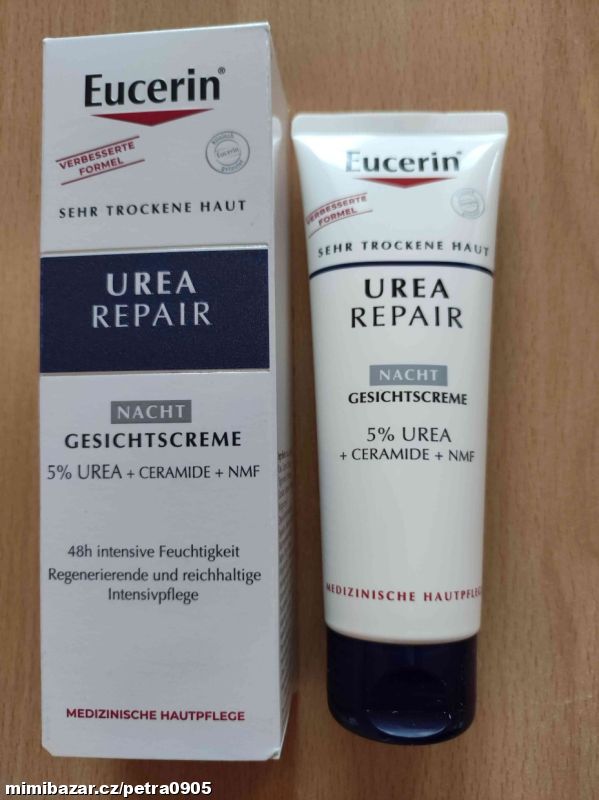 Eucerin®
VERBESSERTE
FORMEL
Eucerin
SEHR TROCKENE HAUT
UREA
REPAIR
NACHT
GESICHTSCREME
5% UREA + CERAMIDE + NMF
48h intensive Feuchtigkeit
Regenerierende und reichhaltige
Intensivpflege
MEDIZINISCHE HAUTPFLEGE
Eucerin®
VERBESSERTE
FORMEL
SEHR TROCKENE HAUT
UREA
REPAIR
NACHT
GESICHTSCREME
5% UREA
+ CERAMIDE + NMF
MEDIZINISCHE HAUTPFLEG
mimibazar.cz/petra0905